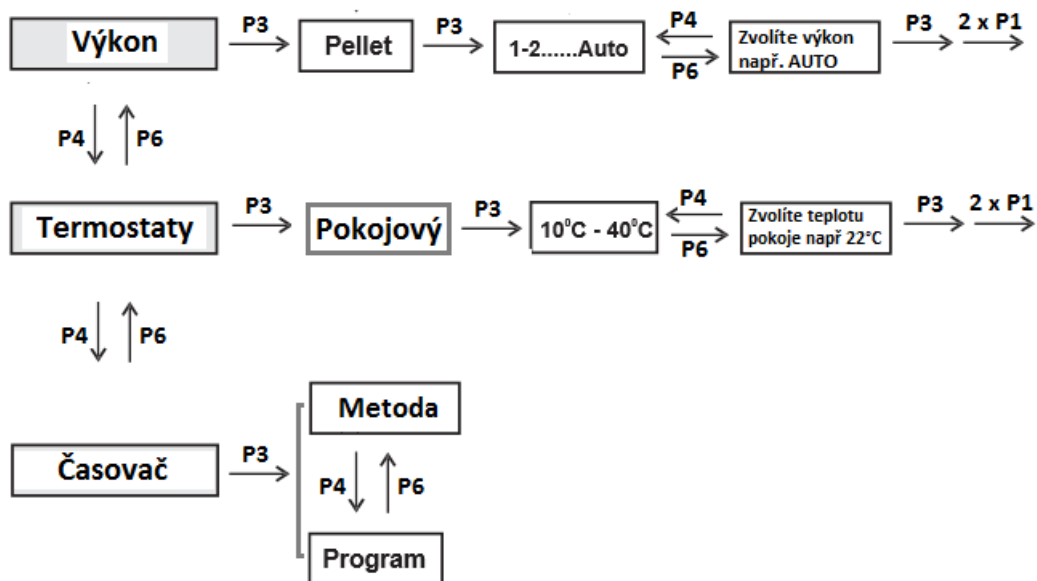 Výkon
P3
Pellet
P3
1-2......Auto
P4
P6
Zvolíte výkon
např. AUTO
P3
2 x P1
P4
P6
Termostaty
P3
Pokojový
P3
10°C - 40°C
P4
P6
Zvolíte teplotu
pokoje např 22°C
P3
2 x P1
P4
P6
Časovač
P3
Metoda
P4
P6
Program